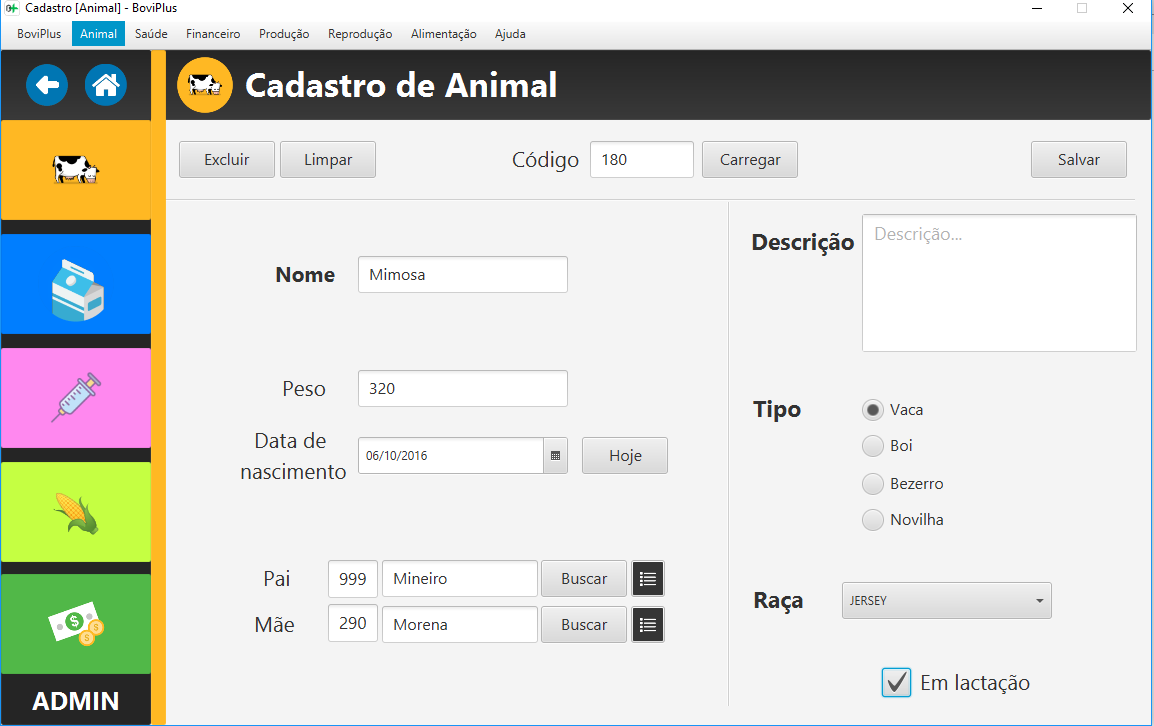 Cadastro [Animal] - BoviPlus
BoviPlus Animal Saúde Financeiro Produção Reprodução Alimentação Ajuda
Cadastro de Animal
Excluir Limpar Código 180 Carregar Salvar
Nome Mimosa
Descrição Descrição...
Peso 320
Data de
nascimento 06/10/2016 Hoje
Tipo Vaca
Boi
Bezerro
Novilha
Pai 999 Mineiro Buscar
Mãe 290 Morena Buscar
Raça JERSEY
Em lactação
ADMIN